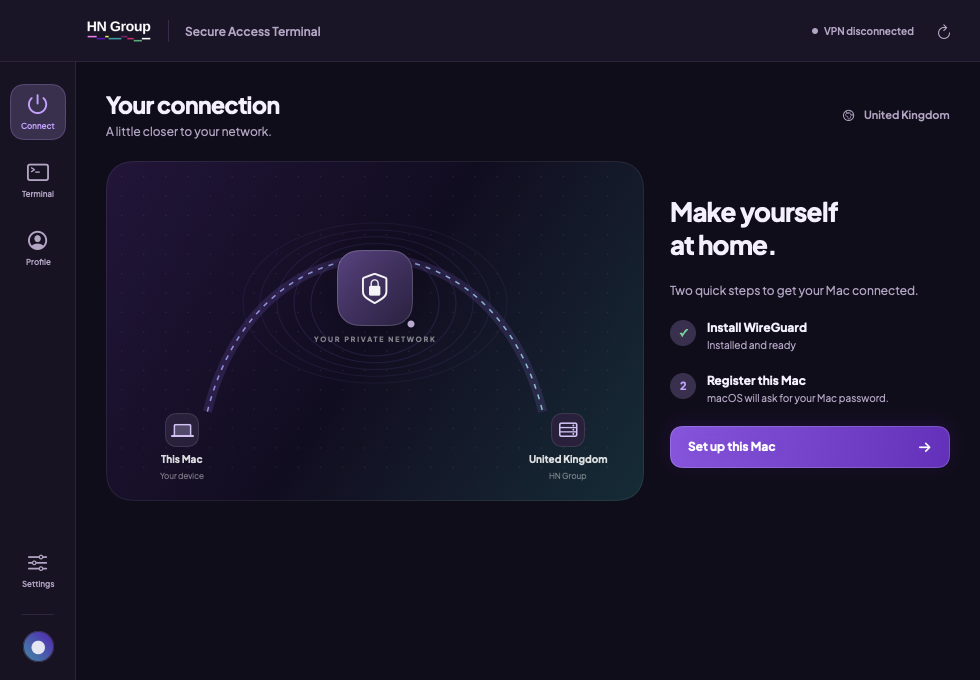 HN Group
Secure Access Terminal
VPN disconnected
Connect
Terminal
Profile
Settings
Your connection
A little closer to your network.
United Kingdom
YOUR PRIVATE NETWORK
This Mac
Your device
United Kingdom
HN Group
Make yourself
at home.
Two quick steps to get your Mac connected.
Install WireGuard
Installed and ready
2
Register this Mac
macOS will ask for your Mac password.
Set up this Mac